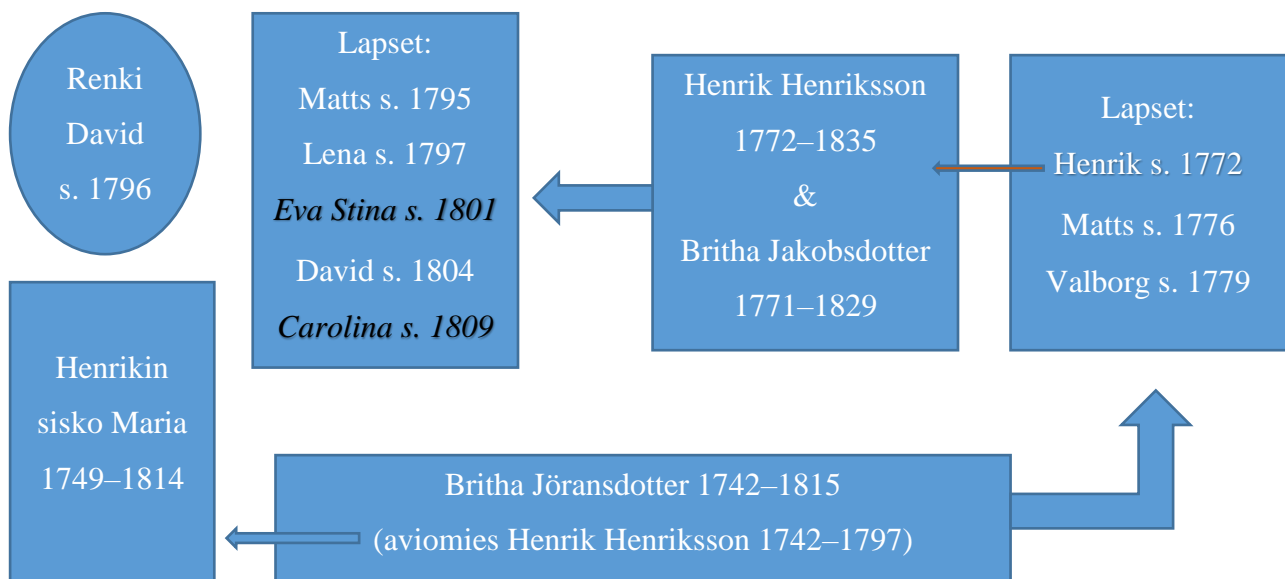 Renki
David
s. 1796
Lapset:
Matts s. 1795
Lena s. 1797
Eva Stina s. 1801
David s. 1804
Carolina s. 1809
Henrik Henriksson
1772–1835
&
Britha Jakobsdotter
1771–1829
Lapset:
Henrik s. 1772
Matts s. 1776
Valborg s. 1779
Henrikin
sisko Maria
1749–1814
Britha Jöransdotter 1742–1815
(aviomies Henrik Henriksson 1742–1797)